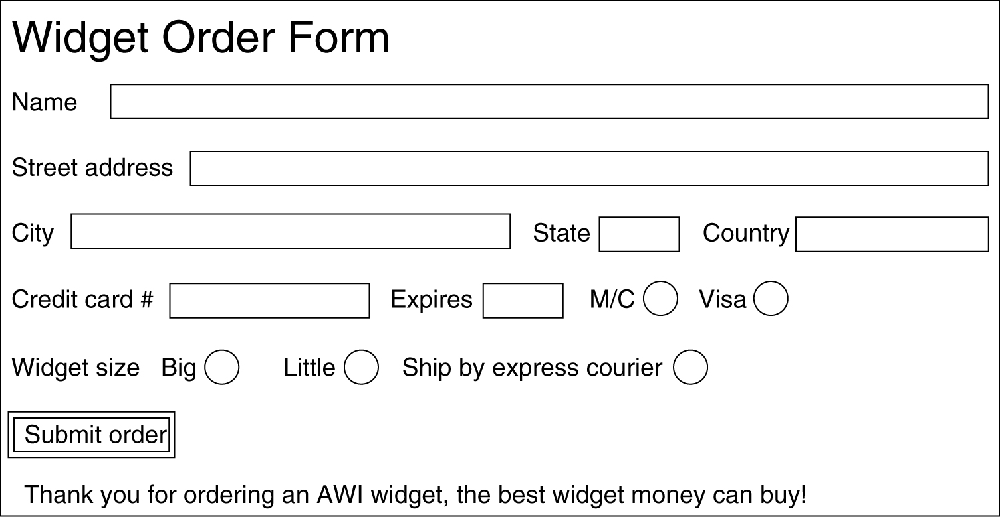 Widget Order Form
Name
Street address
City State Country
Credit card # Expires M/C Visa
Widget size Big Little Ship by express courier
Submit order
Thank you for ordering an AWI widget, the best widget money can buy!